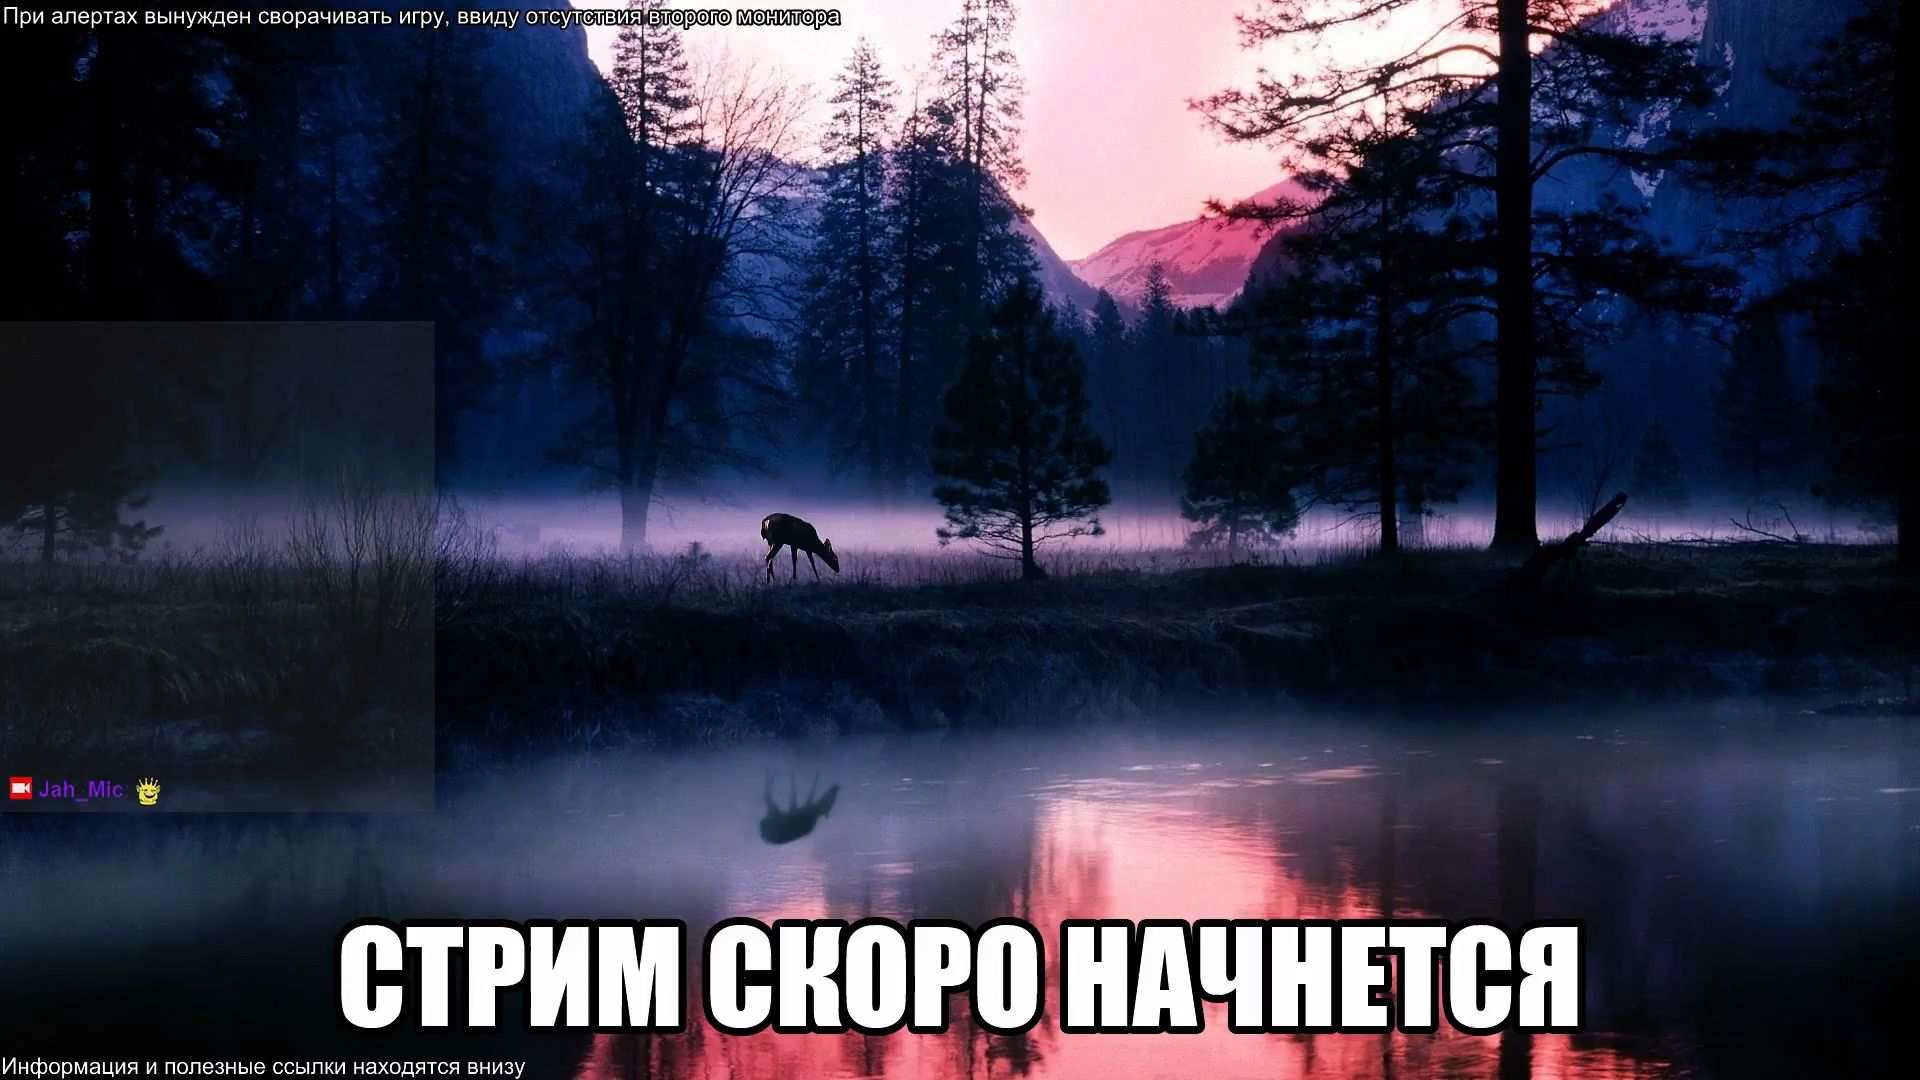 При алертах вынужден сворачивать игру, ввиду отсутствия второго монитора
Jah_Mic
СТРИМ СКОРО НАЧНЕТСЯ
Информация и полезные ссылки находятся внизу